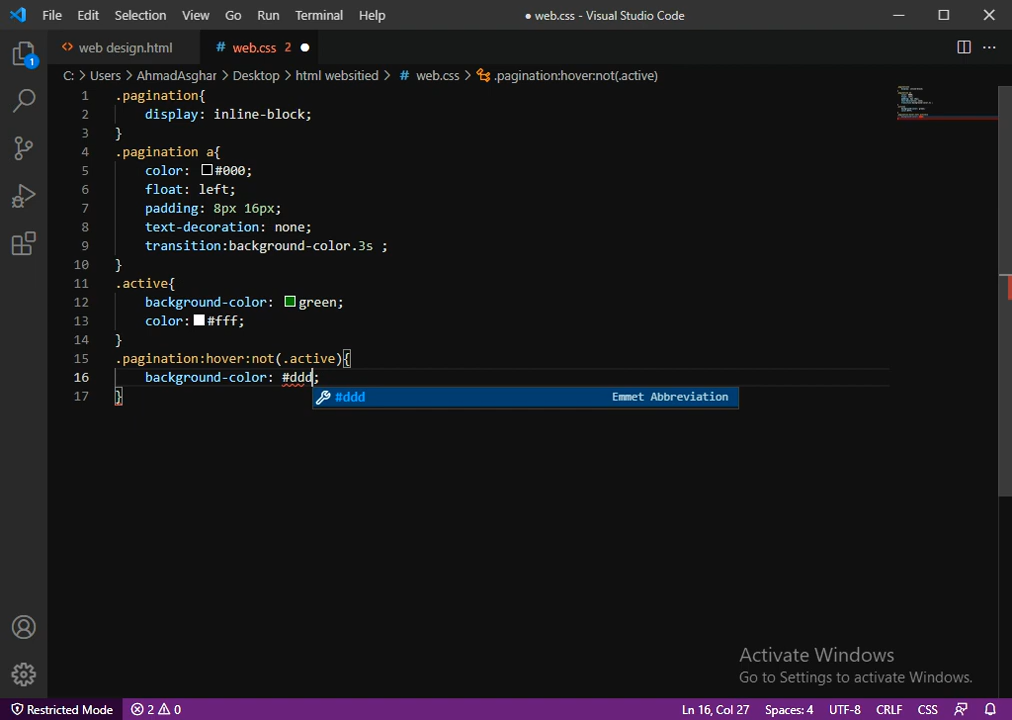 File Edit Selection View Go Run Terminal Help ● web.css - Visual Studio Code
<> web design.html # web.css 2 ●
1
C: > Users > AhmadAsghar > Desktop > html websitied > # web.css > .pagination:hover:not(.active)
1 .pagination{
2 display: inline-block;
3 }
4 .pagination a{
5 color: #000;
6 float: left;
7 padding: 8px 16px;
8 text-decoration: none;
9 transition:background-color.3s ;
10 }
11 .active{
12 background-color: green;
13 color: #fff;
14 }
15 .pagination:hover:not(.active){
16 background-color: #ddd;
17 }
#ddd Emmet Abbreviation
Activate Windows
Go to Settings to activate Windows.
Restricted Mode 2 0 Ln 16, Col 27 Spaces: 4 UTF-8 CRLF CSS